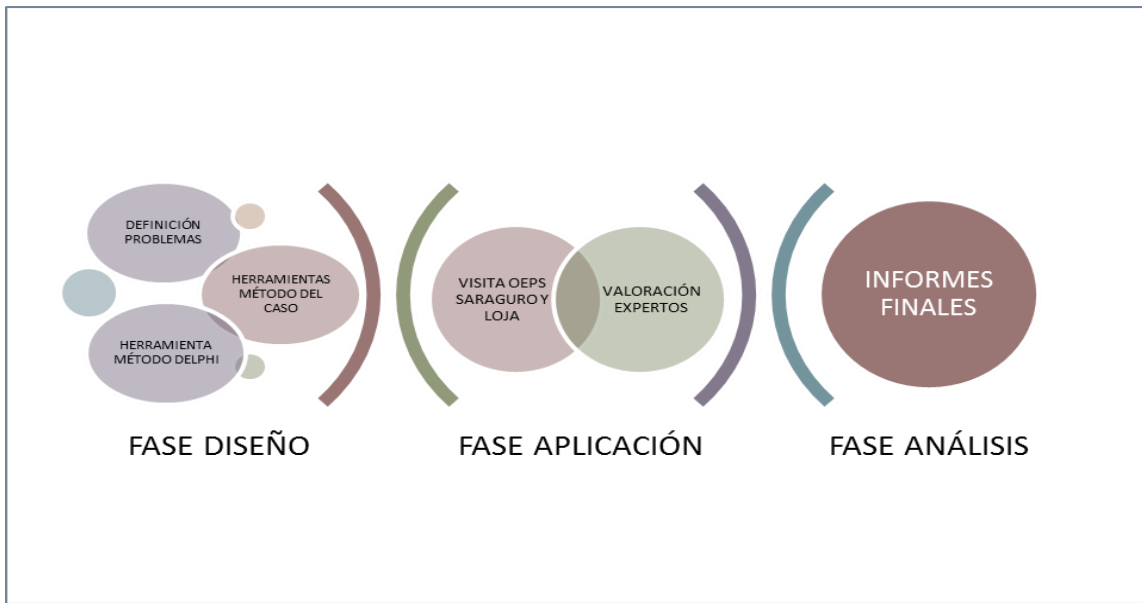 DEFINICIÓN
PROBLEMAS
HERRAMIENTAS
MÉTODO DEL
CASO
HERRAMIENTA
MÉTODO DELPHI
FASE DISEÑO
VISITA OEPS
SARAGURO Y
LOJA
VALORACIÓN
EXPERTOS
FASE APLICACIÓN
INFORMES
FINALES
FASE ANÁLISIS